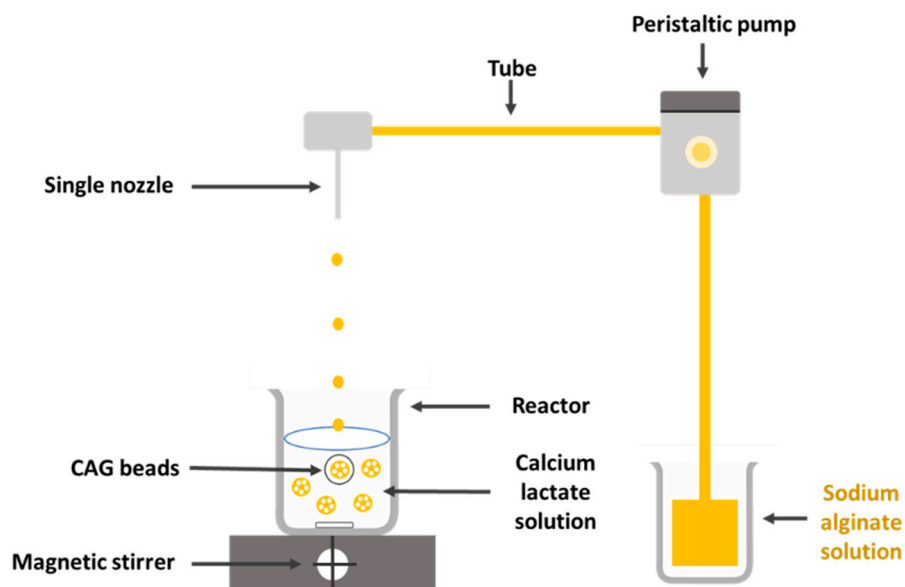 Peristaltic pump
Tube
Single nozzle
Reactor
CAG beads
Calcium
lactate
solution
Sodium
alginate
solution
Magnetic stirrer